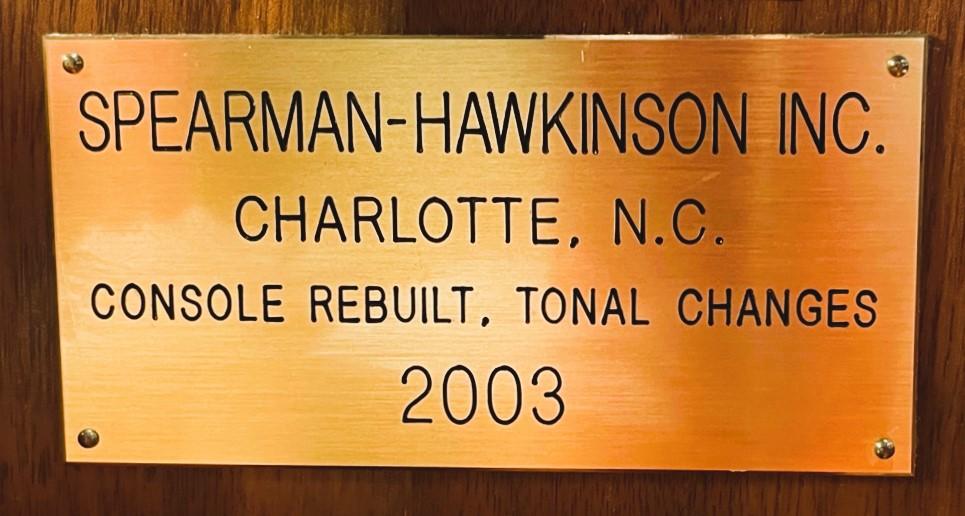 SPEARMAN-HAWKINSON INC.
CHARLOTTE, N.C.
CONSOLE REBUILT, TONAL CHANGES
2003